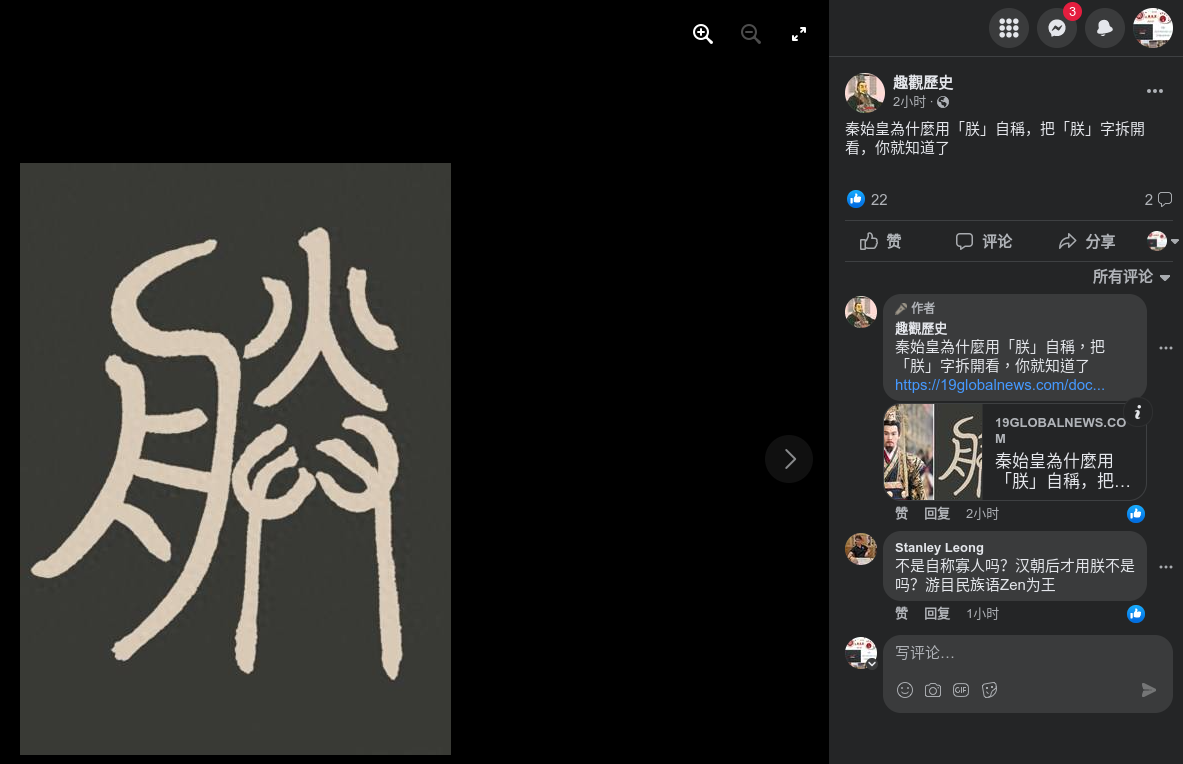 3
趣觀歷史
2小时 ·
秦始皇為什麼用「朕」自稱，把「朕」字拆開
看，你就知道了
22
2
赞
评论
分享
所有评论
作者
趣觀歷史
秦始皇為什麼用「朕」自稱，把
「朕」字拆開看，你就知道了
https://19globalnews.com/doc...
19GLOBALNEWS.CO
M
秦始皇為什麼用
「朕」自稱，把…
赞 回复 2小时
Stanley Leong
不是自称寡人吗？汉朝后才用朕不是
吗？游目民族语Zen为王
赞 回复 1小时
写评论…
GIF